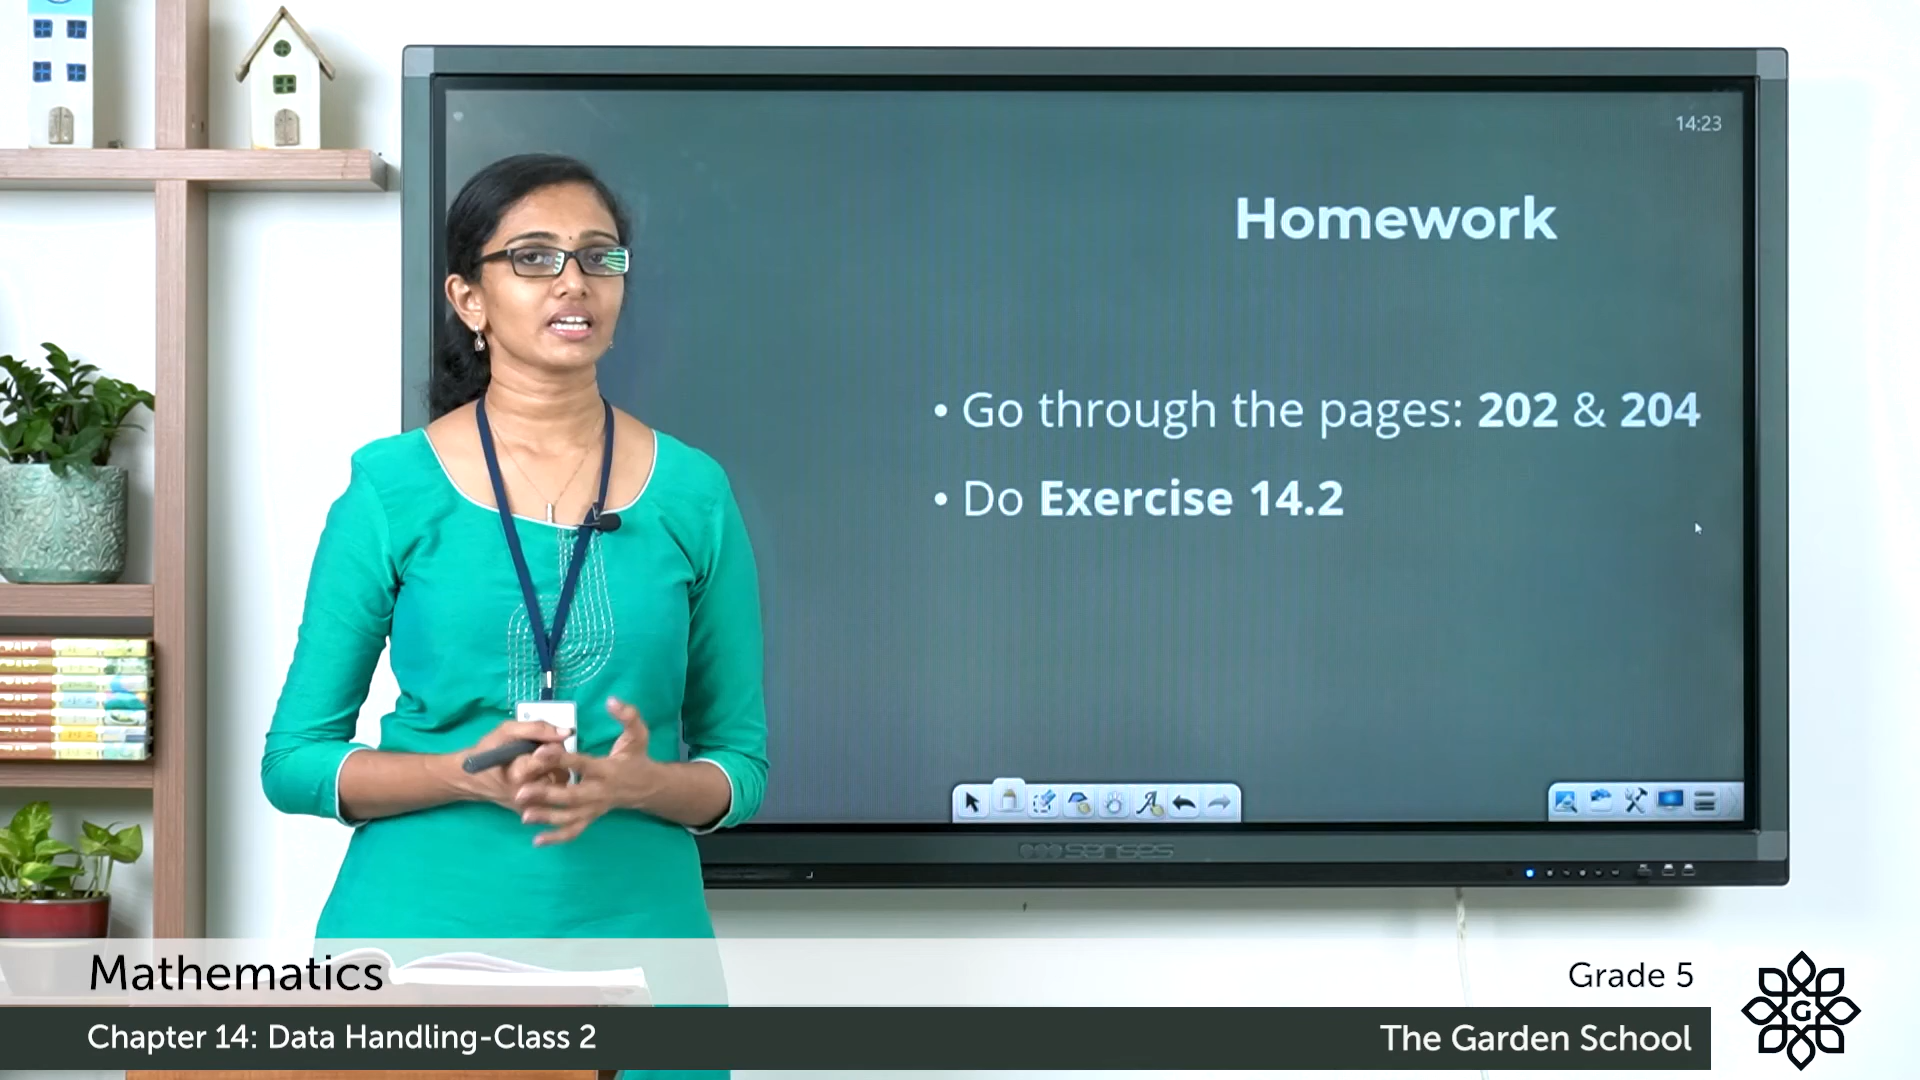 14:23
Homework
• Go through the pages: 202 & 204
• Do Exercise 14.2
senses
Mathematics
Grade 5
Chapter 14: Data Handling-Class 2
The Garden School
G